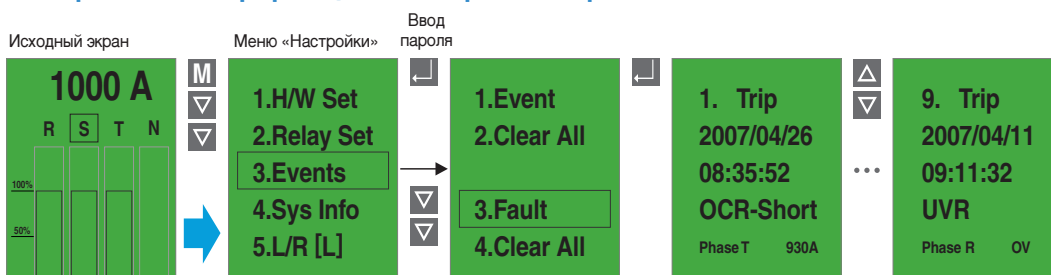 Ввод
Исходный экран
Меню «Настройки»
пароля
1000 A
R S T N
100%
50%
M
1.H/W Set
2.Relay Set
3.Events
4.Sys Info
5.L/R [L]
1.Event
2.Clear All
3.Fault
4.Clear All
1. Trip
2007/04/26
08:35:52
OCR-Short
Phase T 930A
...
9. Trip
2007/04/11
09:11:32
UVR
Phase R OV